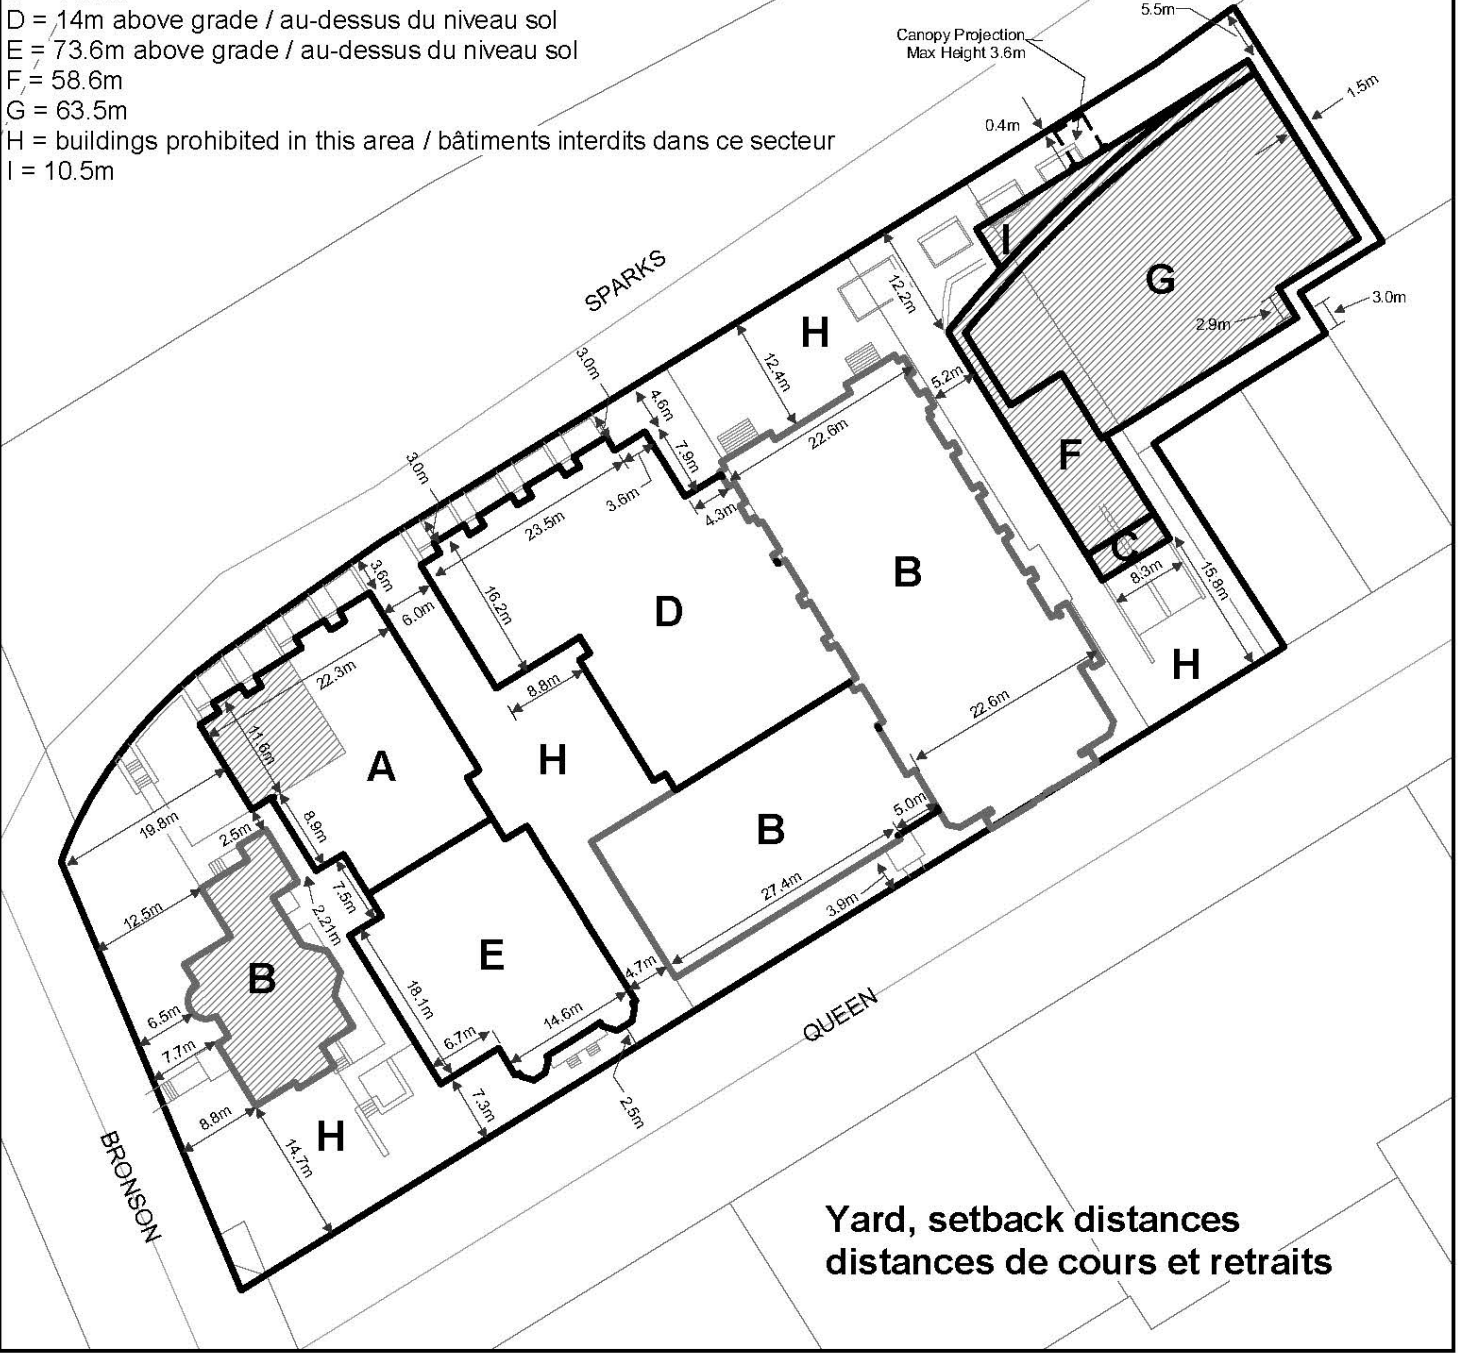 D = 14m above grade / au-dessus du niveau sol
E = 73.6m above grade / au-dessus du niveau sol
F = 58.6m
G = 63.5m
H = buildings prohibited in this area / bâtiments interdits dans ce secteur
I = 10.5m
5.5m
Canopy Projection
Max Height 3.6m
1.5m
0.4m
SPARKS
I
G
12.2m
3.0m
2.9m
H
12.4m
3.0m
5.2m
4.6m
22.6m
7.9m
F
3.0m
3.6m
4.3m
23.5m
C
8.3m
15.8m
B
3.6m
6.0m
16.2m
D
H
22.3m
8.8m
22.6m
11.6m
A
H
19.8m
2.5m
8.9m
B
5.0m
7.5m
27.4m
3.9m
12.5m
2.21m
E
B
4.7m
18.1m
6.5m
14.6m
QUEEN
7.7m
6.7m
8.8m
7.3m
2.5m
H
14.7m
BRONSON
Yard, setback distances
distances de cours et retraits